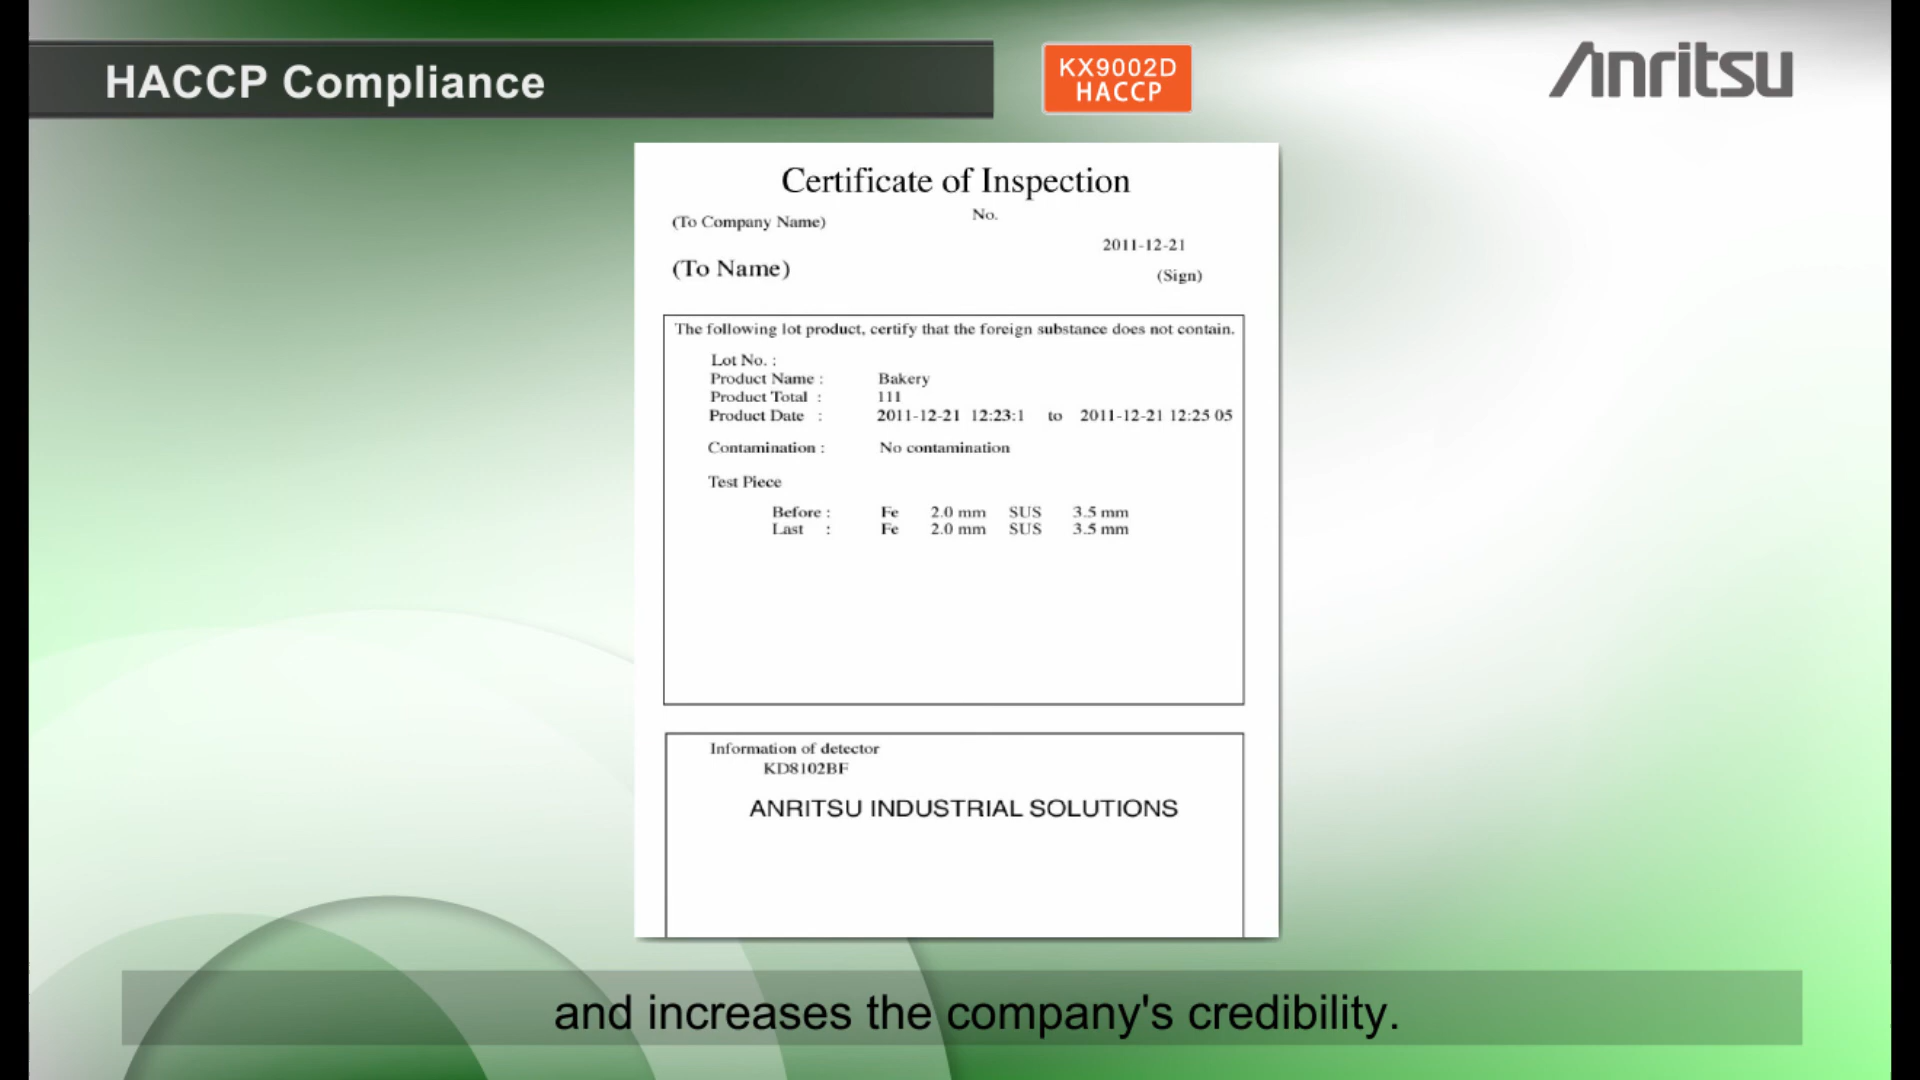 HACCP Compliance
KX9002D
HACCP
Anritsu
Certificate of Inspection
(To Company Name)
No.
2011-12-21
(To Name)
(Sign)
The following lot product, certify that the foreign substance does not contain.
Lot No. :
Product Name : Bakery
Product Total : 111
Product Date : 2011-12-21 12:23:1 to 2011-12-21 12:25 05
Contamination : No contamination
Test Piece
Before : Fe 2.0 mm SUS 3.5 mm
Last : Fe 2.0 mm SUS 3.5 mm
Information of detector
KD8102BF
ANRITSU INDUSTRIAL SOLUTIONS
and increases the company's credibility.